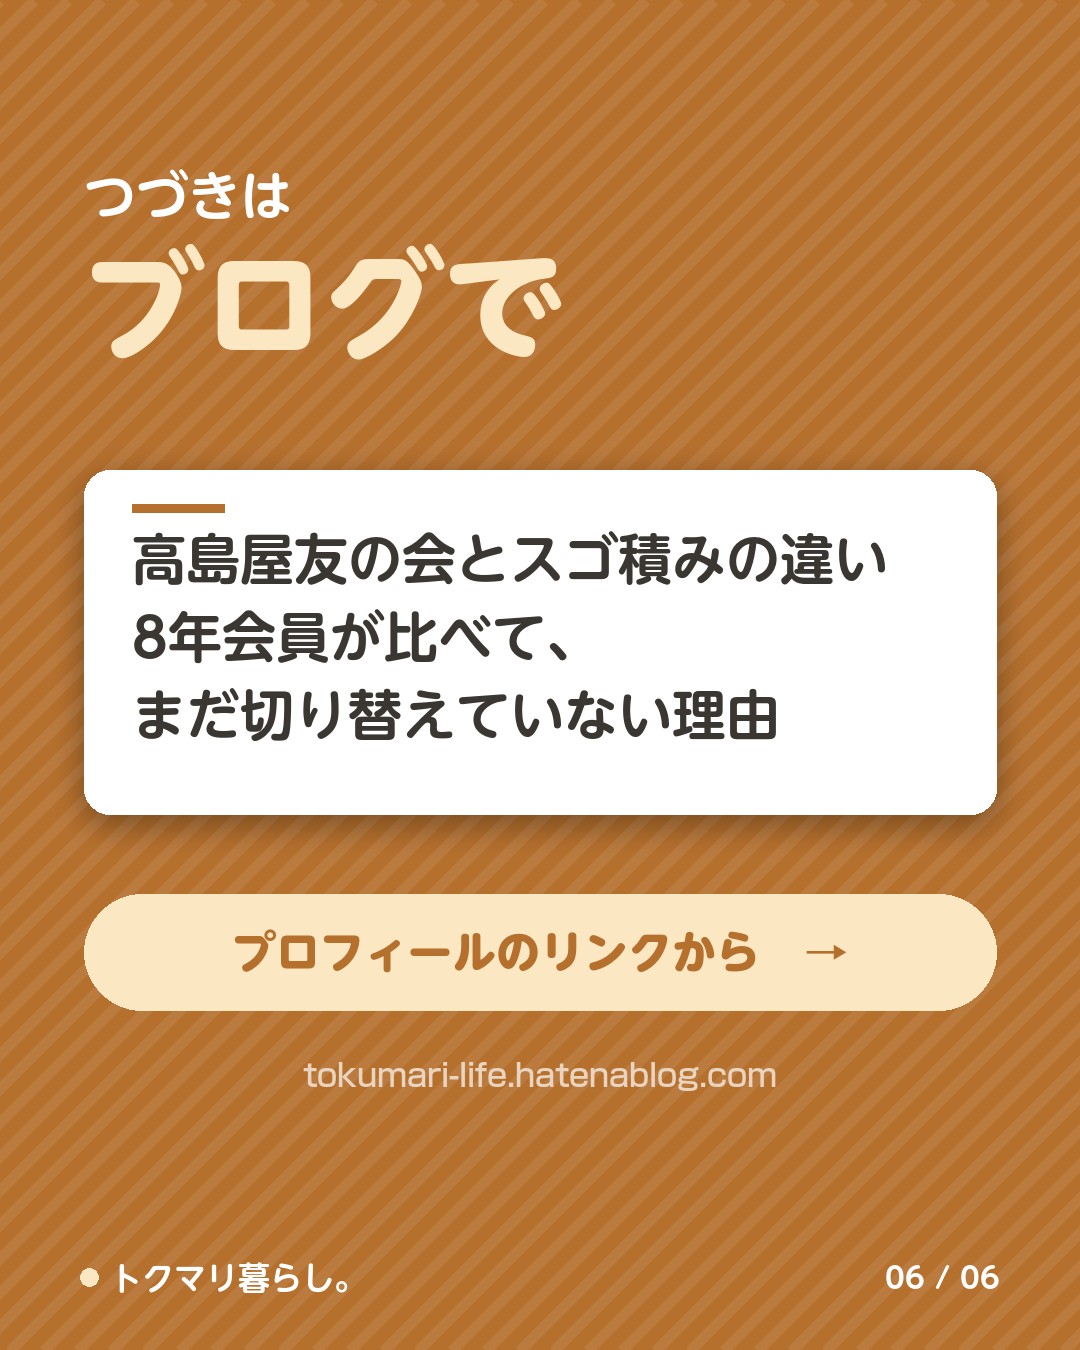 つづきは
ブログで
高島屋友の会とスゴ積みの違い
8年会員が比べて、
まだ切り替えていない理由
プロフィールのリンクから →
tokumari-life.hatenablog.com
トクマリ暮らし。
06 / 06